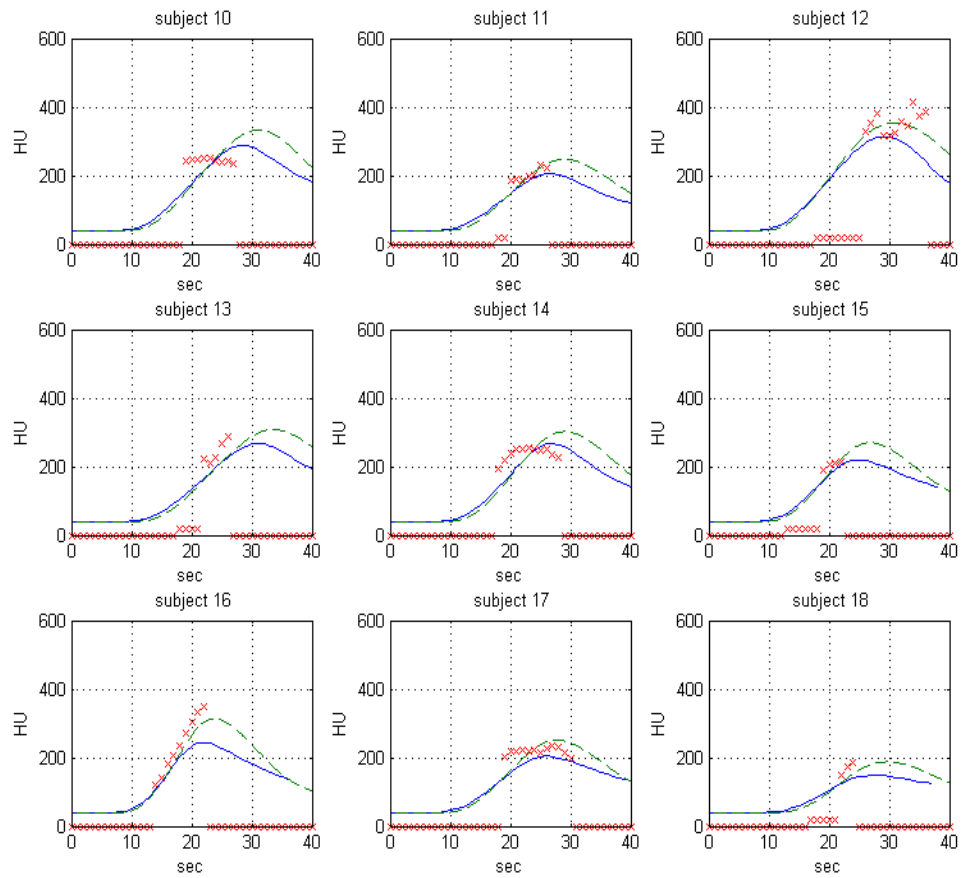 subject 10
600
400
200
0
HU
0 10 20 30 40
sec
subject 11
600
400
200
0
HU
0 10 20 30 40
sec
subject 12
600
400
200
0
HU
0 10 20 30 40
sec
subject 13
600
400
200
0
HU
0 10 20 30 40
sec
subject 14
600
400
200
0
HU
0 10 20 30 40
sec
subject 15
600
400
200
0
HU
0 10 20 30 40
sec
subject 16
600
400
200
0
HU
0 10 20 30 40
sec
subject 17
600
400
200
0
HU
0 10 20 30 40
sec
subject 18
600
400
200
0
HU
0 10 20 30 40
sec